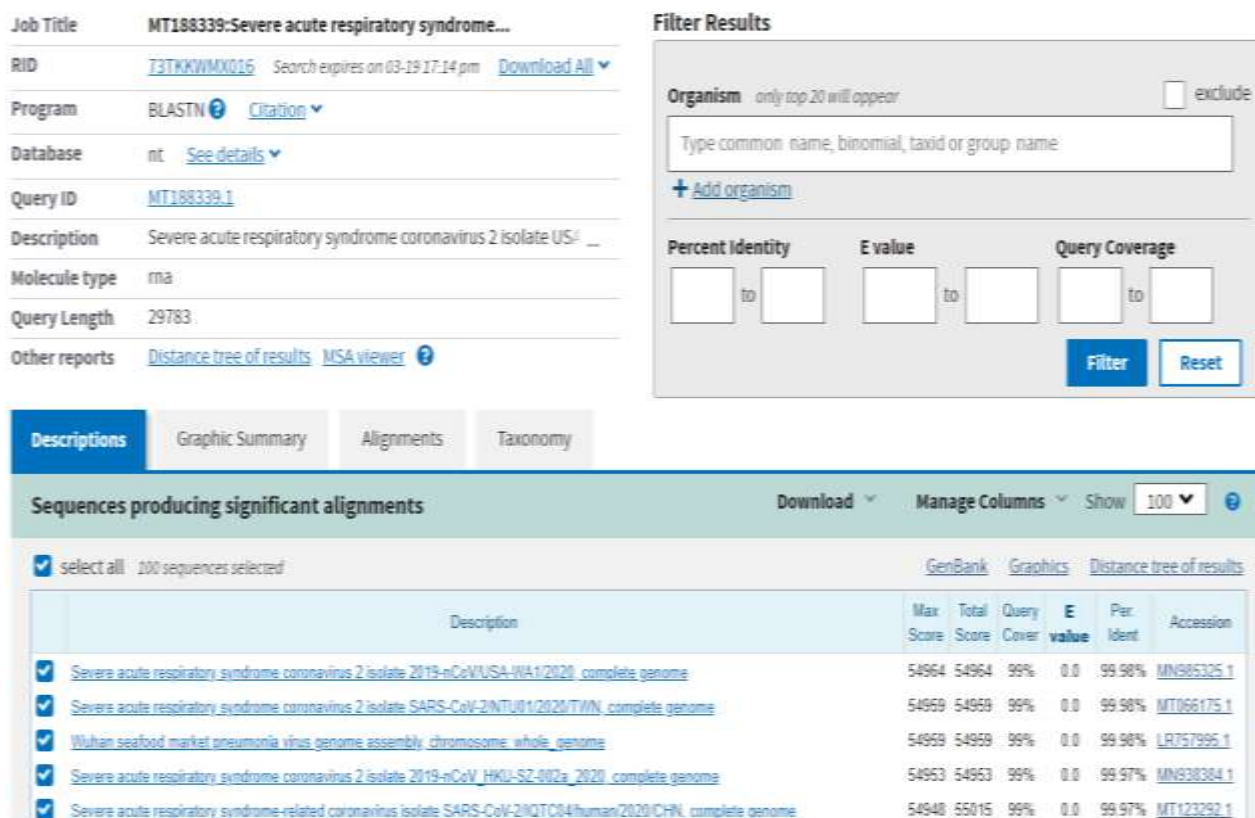 Job Title MT188339:Severe acute respiratory syndrome...
RID 73TKKWMX016 Search expires on 03-19 17:14 pm Download All
Program BLASTN Citation
Database nt See details
Query ID MT188339.1
Description Severe acute respiratory syndrome coronavirus 2 isolate USA
Molecule type rna
Query Length 29783
Other reports Distance tree of results MSA viewer
Filter Results
Organism only top 20 will appear exclude
Type common name, binomial, taxid or group name
+ Add organism
Percent Identity E value Query Coverage
to to to
Filter Reset
Descriptions Graphic Summary Alignments Taxonomy
Sequences producing significant alignments Download Manage Columns Show 100
select all 100 sequences selected GenBank Graphics Distance tree of results
Description Max Score Total Score Query Cover E value Per. Ident Accession
Severe acute respiratory syndrome coronavirus 2 isolate 2019-nCoV/USA-WA1/2020, complete genome 54964 54964 99% 0.0 99.98% MN985325.1
Severe acute respiratory syndrome coronavirus 2 isolate SARS-CoV-2/NTU01/2020/TWN, complete genome 54959 54959 99% 0.0 99.98% MT066175.1
Wuhan seafood market pneumonia virus genome assembly, chromosome: whole_genome 54959 54959 99% 0.0 99.98% LR757995.1
Severe acute respiratory syndrome coronavirus 2 isolate 2019-nCoV_HKU-SZ-002a_2020, complete genome 54953 54953 99% 0.0 99.97% MN938384.1
Severe acute respiratory syndrome-related coronavirus isolate SARS-CoV-2/IQTC04/human/2020/CHN, complete genome 54948 55015 99% 0.0 99.97% MT123292.1